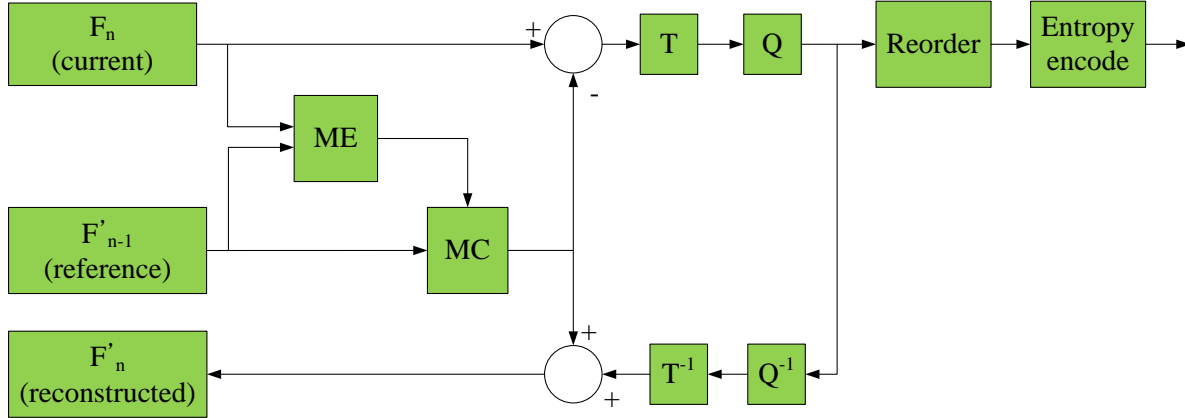 Fn
(current)
+
T
Q
Reorder
Entropy
encode
-
ME
F’n-1
(reference)
MC
+
F’n
(reconstructed)
+
T-1
Q-1